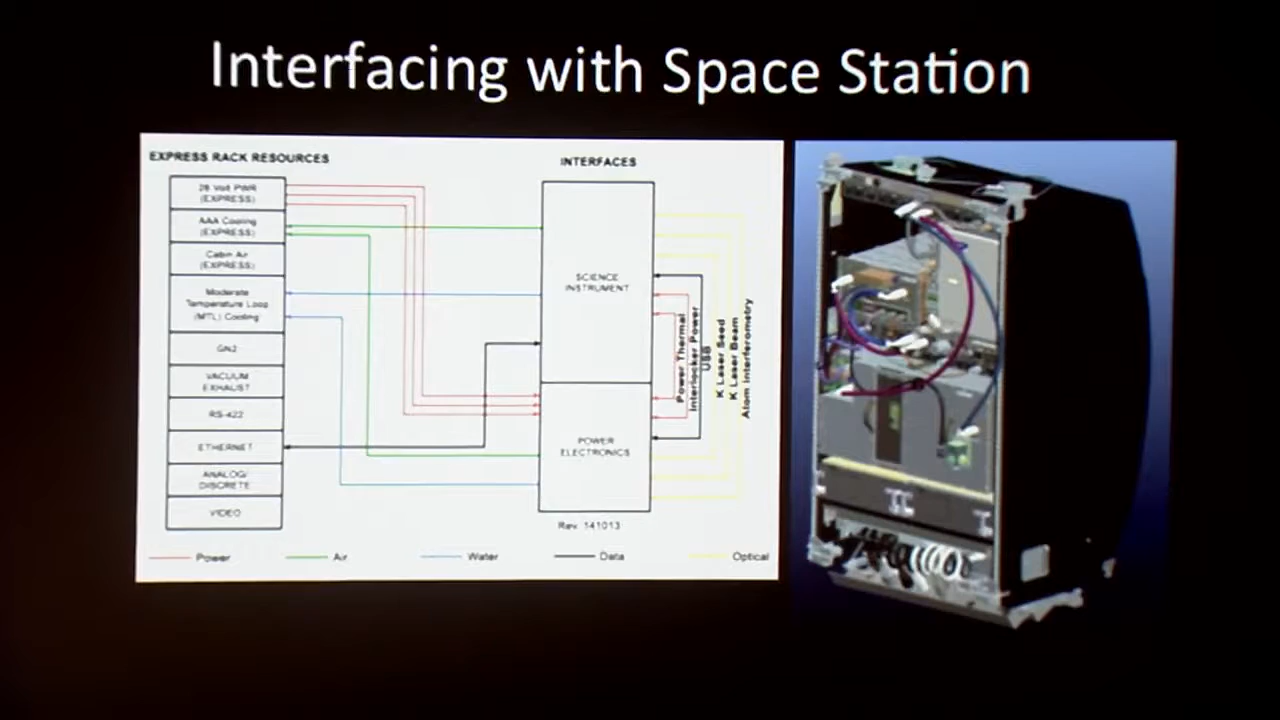 Interfacing with Space Station
EXPRESS RACK RESOURCES
INTERFACES
28 Volt PWR
(EXPRESS)
AAA Cooling
(EXPRESS)
Cabin Air
(EXPRESS)
Moderate
Temperature Loop
(MTL) Cooling
GN2
VACUUM
EXHAUST
RS-422
ETHERNET
ANALOG/
DISCRETE
VIDEO
SCIENCE
INSTRUMENT
POWER
ELECTRONICS
Power Thermal
Interlocker Power
USB
K Laser Seed
K Laser Beam
Atom Interferometry
Rev. 141013
Power
Air
Water
Data
Optical